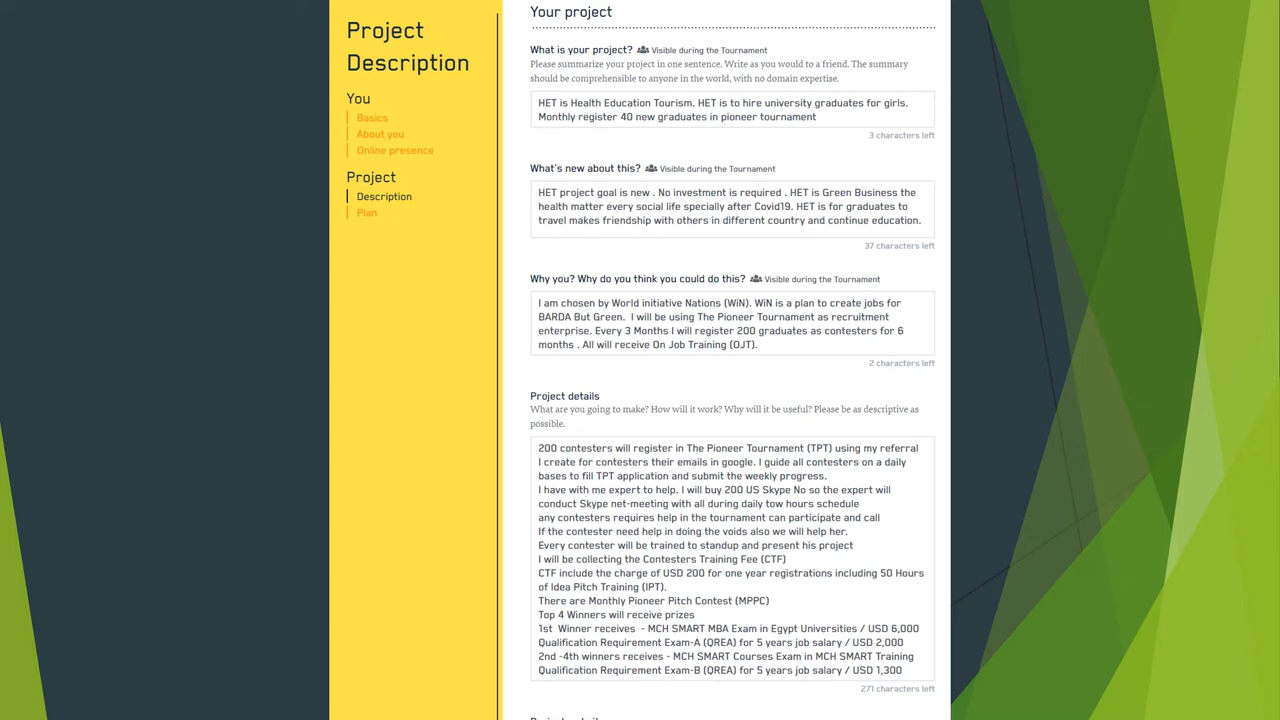 Project
Description
You
Basics
About you
Online presence
Project
Description
Plan
Your project
What is your project? Visible during the Tournament
Please summarize your project in one sentence. Write as you would to a friend. The summary
should be comprehensible to anyone in the world, with no domain expertise.
HET is Health Education Tourism. HET is to hire university graduates for girls.
Monthly register 40 new graduates in pioneer tournament
3 characters left
What's new about this? Visible during the Tournament
HET project goal is new . No investment is required . HET is Green Business the
health matter every social life specially after Covid19. HET is for graduates to
travel makes friendship with others in different country and continue education.
37 characters left
Why you? Why do you think you could do this? Visible during the Tournament
I am chosen by World initiative Nations (WiN). WiN is a plan to create jobs for
BARDA But Green.  I will be using The Pioneer Tournament as recruitment
enterprise. Every 3 Months I will register 200 graduates as contesters for 6
months . All will receive On Job Training (OJT).
2 characters left
Project details
What are you going to make? How will it work? Why will it be useful? Please be as descriptive as
possible.
200 contesters will register in The Pioneer Tournament (TPT) using my referral
I create for contesters their emails in google. I guide all contesters on a daily
bases to fill TPT application and submit the weekly progress.
I have with me expert to help. I will buy 200 US Skype No so the expert will
conduct Skype net-meeting with all during daily tow hours schedule
any contesters requires help in the tournament can participate and call
If the contester need help in doing the voids also we will help her.
Every contester will be trained to standup and present his project
I will be collecting the Contesters Training Fee (CTF)
CTF include the charge of USD 200 for one year registrations including 50 Hours
of Idea Pitch Training (IPT).
There are Monthly Pioneer Pitch Contest (MPPC)
Top 4 Winners will receive prizes
1st  Winner receives  - MCH SMART MBA Exam in Egypt Universities / USD 6,000
Qualification Requirement Exam-A (QREA) for 5 years job salary / USD 2,000
2nd -4th winners receives - MCH SMART Courses Exam in MCH SMART Training
Qualification Requirement Exam-B (QREA) for 5 years job salary / USD 1,300
271 characters left